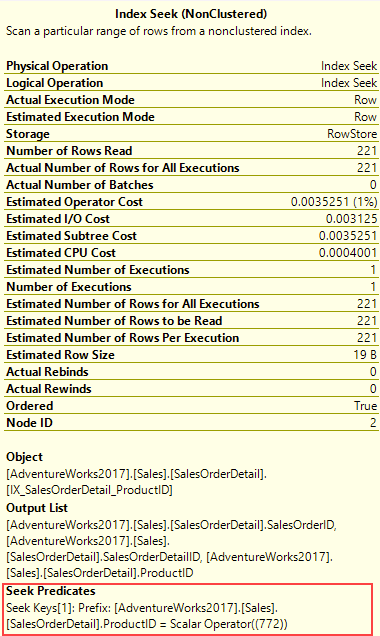 Index Seek (NonClustered)
Scan a particular range of rows from a nonclustered index.
Physical Operation Index Seek
Logical Operation Index Seek
Actual Execution Mode Row
Estimated Execution Mode Row
Storage RowStore
Number of Rows Read 221
Actual Number of Rows for All Executions 221
Actual Number of Batches 0
Estimated Operator Cost 0.0035251 (1%)
Estimated I/O Cost 0.003125
Estimated Subtree Cost 0.0035251
Estimated CPU Cost 0.0004001
Estimated Number of Executions 1
Number of Executions 1
Estimated Number of Rows for All Executions 221
Estimated Number of Rows to be Read 221
Estimated Number of Rows Per Execution 221
Estimated Row Size 19 B
Actual Rebinds 0
Actual Rewinds 0
Ordered True
Node ID 2
Object
[AdventureWorks2017].[Sales].[SalesOrderDetail].
[IX_SalesOrderDetail_ProductID]
Output List
[AdventureWorks2017].[Sales].[SalesOrderDetail].SalesOrderID,
[AdventureWorks2017].[Sales].
[SalesOrderDetail].SalesOrderDetailID, [AdventureWorks2017].
[Sales].[SalesOrderDetail].ProductID
Seek Predicates
Seek Keys[1]: Prefix: [AdventureWorks2017].[Sales].
[SalesOrderDetail].ProductID = Scalar Operator((772))